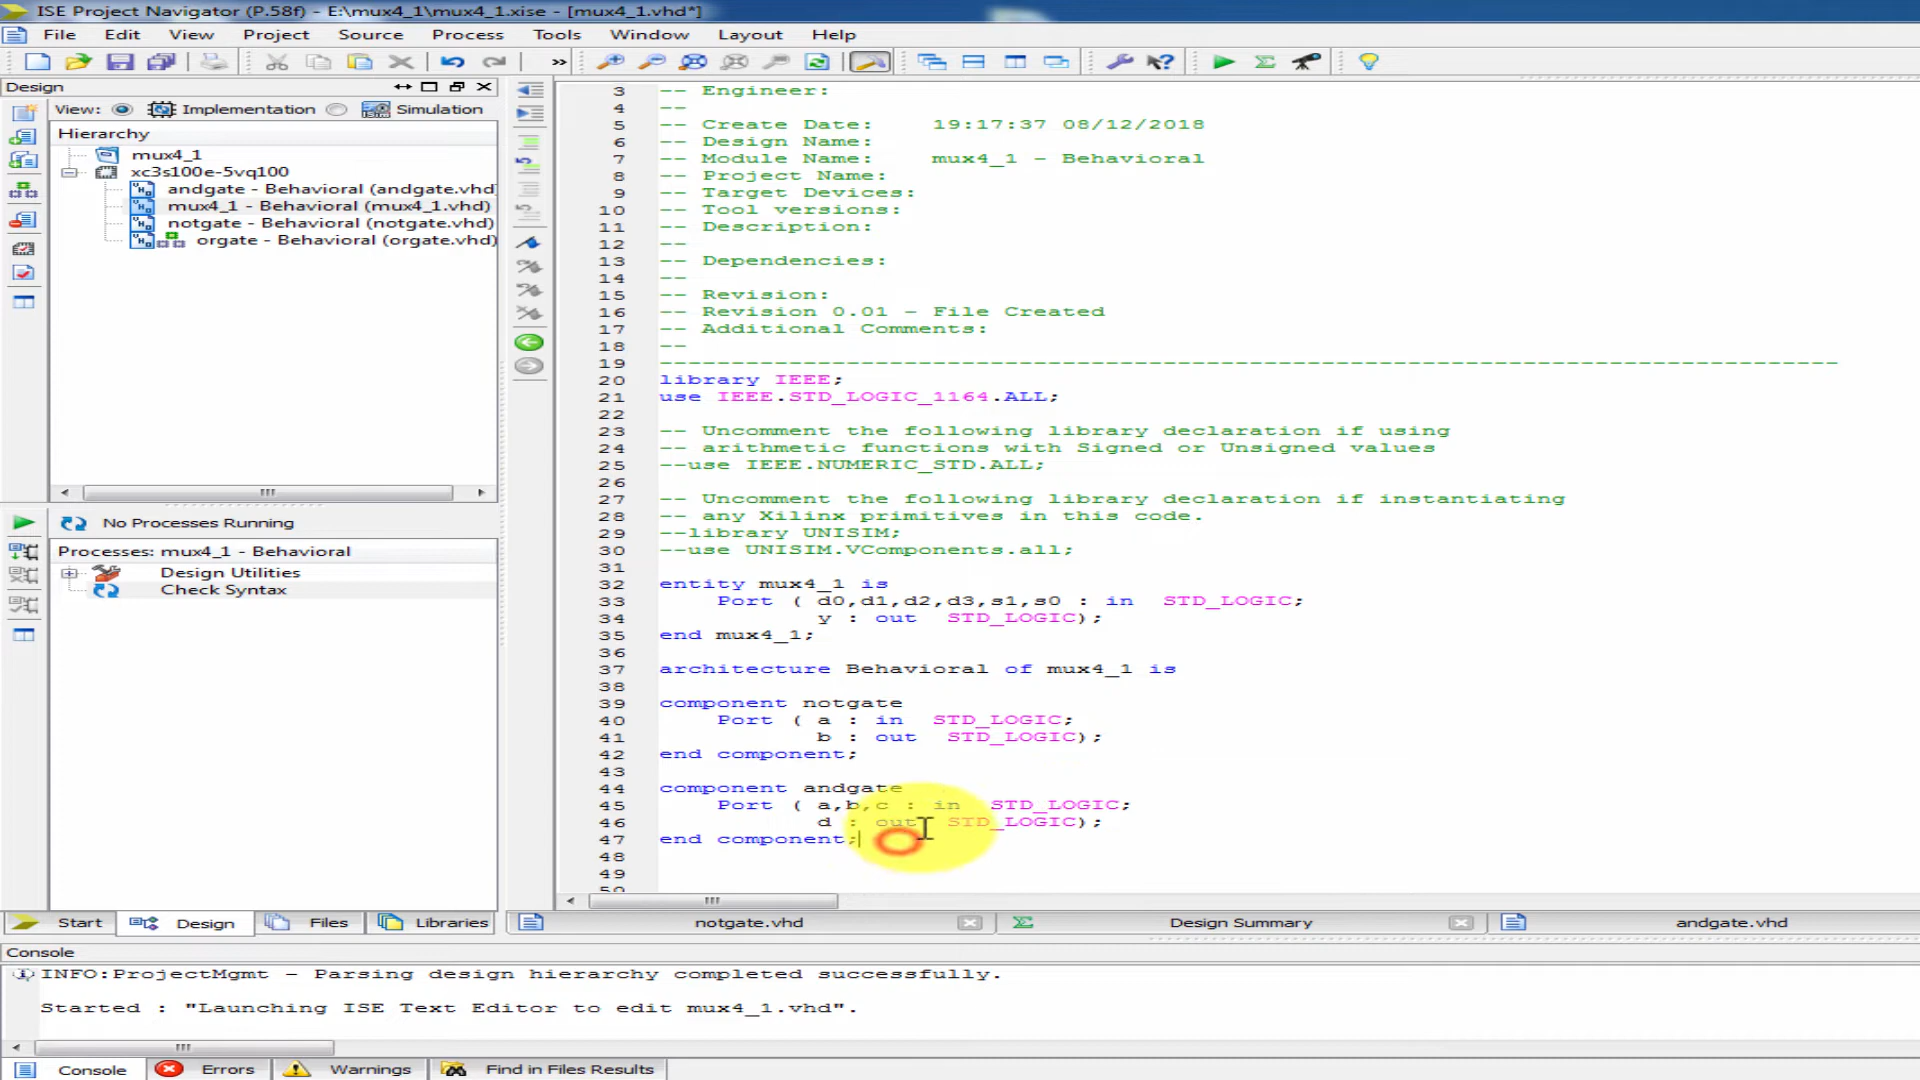 ISE Project Navigator (P.58f) - E:\mux4_1\mux4_1.xise - [mux4_1.vhd*]
File Edit View Project Source Process Tools Window Layout Help
Design
View: Implementation Simulation
Hierarchy
mux4_1
xc3s100e-5vq100
andgate - Behavioral (andgate.vhd
mux4_1 - Behavioral (mux4_1.vhd)
notgate - Behavioral (notgate.vhd)
orgate - Behavioral (orgate.vhd)
No Processes Running
Processes: mux4_1 - Behavioral
Design Utilities
Check Syntax
Start Design Files Libraries
3 -- Engineer:
4 --
5 -- Create Date: 19:17:37 08/12/2018
6 -- Design Name:
7 -- Module Name: mux4_1 - Behavioral
8 -- Project Name:
9 -- Target Devices:
10 -- Tool versions:
11 -- Description:
12 --
13 -- Dependencies:
14 --
15 -- Revision:
16 -- Revision 0.01 - File Created
17 -- Additional Comments:
18 --
19 ----------------------------------------------------------------------------------
20 library IEEE;
21 use IEEE.STD_LOGIC_1164.ALL;
22
23 -- Uncomment the following library declaration if using
24 -- arithmetic functions with Signed or Unsigned values
25 --use IEEE.NUMERIC_STD.ALL;
26
27 -- Uncomment the following library declaration if instantiating
28 -- any Xilinx primitives in this code.
29 --library UNISIM;
30 --use UNISIM.VComponents.all;
31
32 entity mux4_1 is
33 Port ( d0,d1,d2,d3,s1,s0 : in STD_LOGIC;
34 y : out STD_LOGIC);
35 end mux4_1;
36
37 architecture Behavioral of mux4_1 is
38
39 component notgate
40 Port ( a : in STD_LOGIC;
41 b : out STD_LOGIC);
42 end component;
43
44 component andgate
45 Port ( a,b,c : in STD_LOGIC;
46 d : out STD_LOGIC);
47 end component;
48
49
50
notgate.vhd Design Summary andgate.vhd
Console
INFO:ProjectMgmt - Parsing design hierarchy completed successfully.
Started : "Launching ISE Text Editor to edit mux4_1.vhd".
Console Errors Warnings Find in Files Results